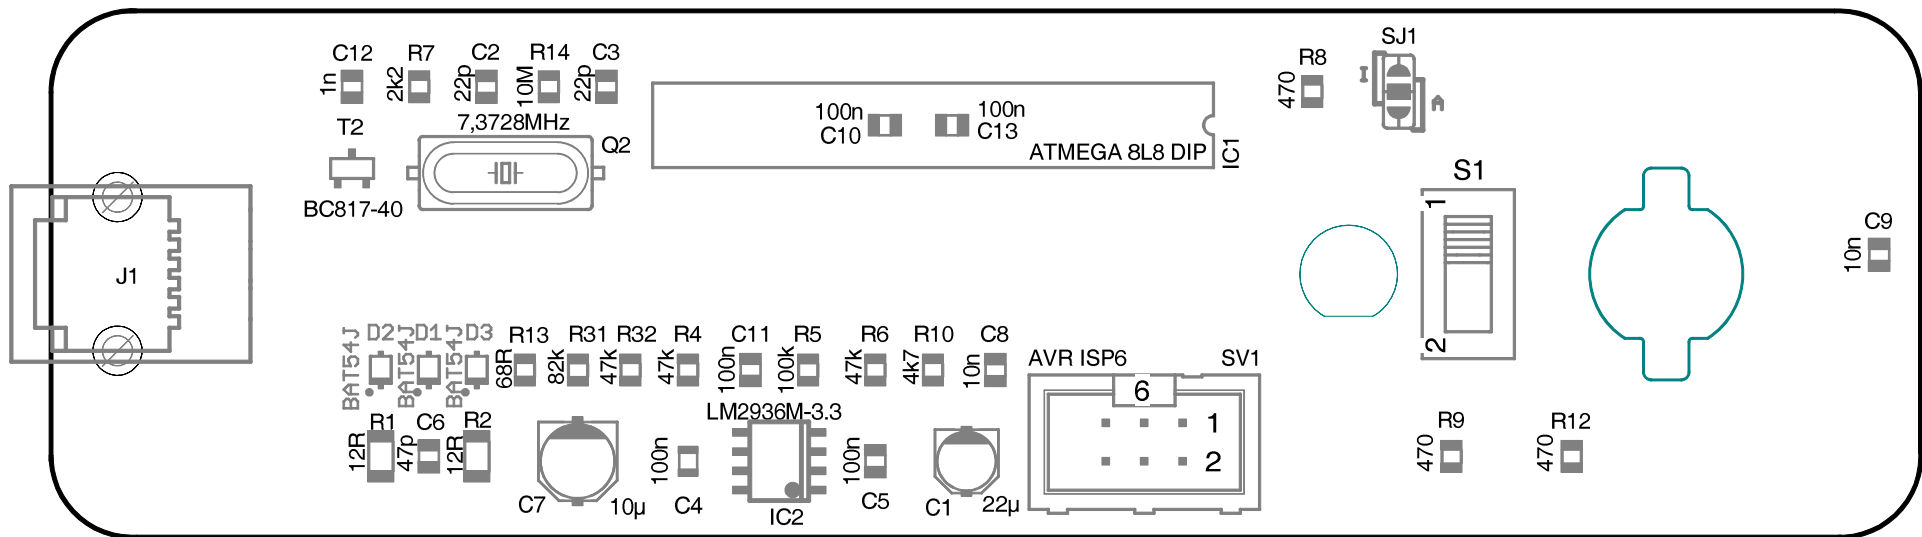 C12 R7 C2 R14 C3
1n 2k2 22p 10M 22p
7,3728MHz
T2
Q2
BC817-40
100n
C10
100n
C13
ATMEGA 8L8 DIP
IC1
R8
470
SJ1
I
A
S1
1
2
C9
10n
J1
D2 D1 D3
BAT54J BAT54J BAT54J
R13 R31 R32 R4 C11 R5 R6 R10 C8
68R 82k 47k 47k 100n 100k 47k 4k7 10n
AVR ISP6 SV1
6
1
2
R1 C6 R2
12R 47p 12R
LM2936M-3.3
C7 10µ
100n
C4
IC2
100n
C5
C1 22µ
R9
470
R12
470